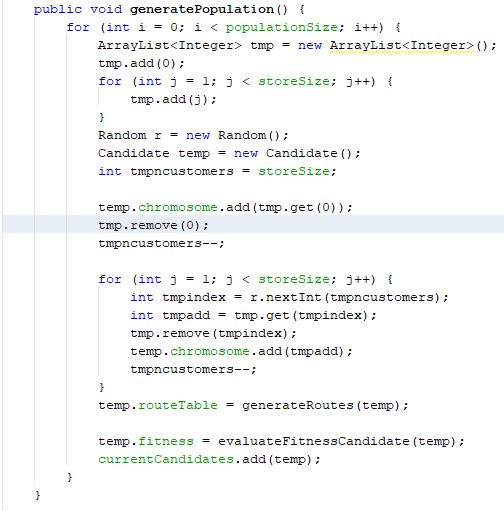 public void generatePopulation() {
for (int i = 0; i < populationSize; i++) {
ArrayList<Integer> tmp = new ArrayList<Integer>();
tmp.add(0);
for (int j = 1; j < storeSize; j++) {
tmp.add(j);
}
Random r = new Random();
Candidate temp = new Candidate();
int tmpncustomers = storeSize;
temp.chromosome.add(tmp.get(0));
tmp.remove(0);
tmpncustomers--;
for (int j = 1; j < storeSize; j++) {
int tmpindex = r.nextInt(tmpncustomers);
int tmpadd = tmp.get(tmpindex);
tmp.remove(tmpindex);
temp.chromosome.add(tmpadd);
tmpncustomers--;
}
temp.routeTable = generateRoutes(temp);
temp.fitness = evaluateFitnessCandidate(temp);
currentCandidates.add(temp);
}
}